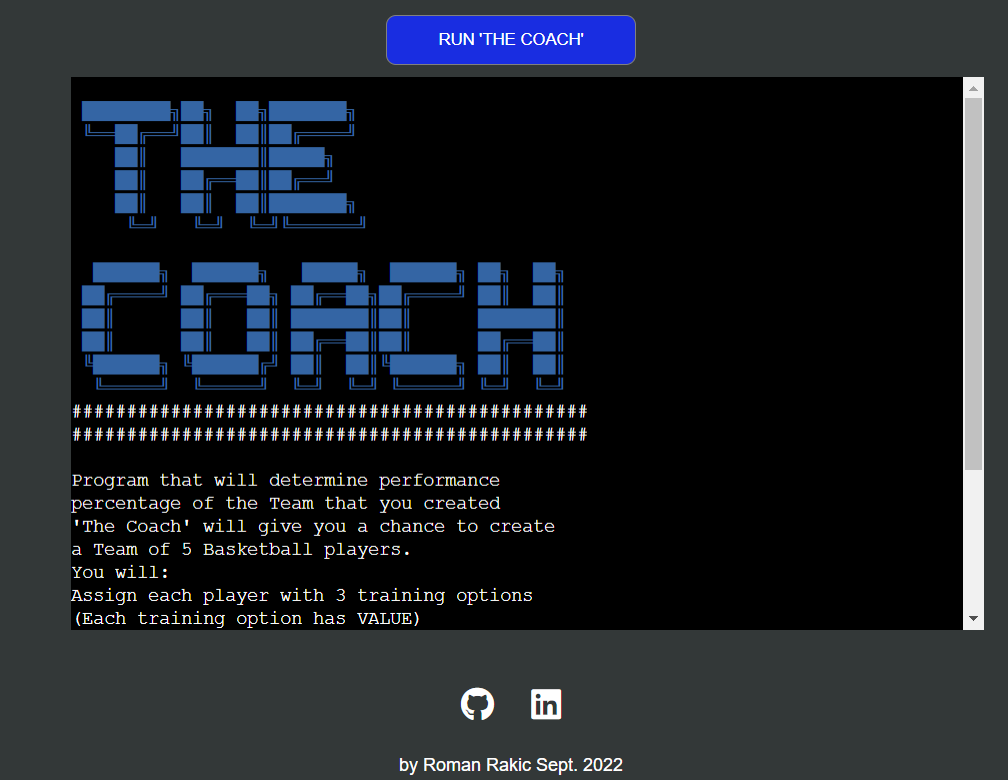 RUN 'THE COACH'
THE
COACH
###############################################
###############################################
Program that will determine performance
percentage of the Team that you created
'The Coach' will give you a chance to create
a Team of 5 Basketball players.
You will:
Assign each player with 3 training options
(Each training option has VALUE)
in
by Roman Rakic Sept. 2022